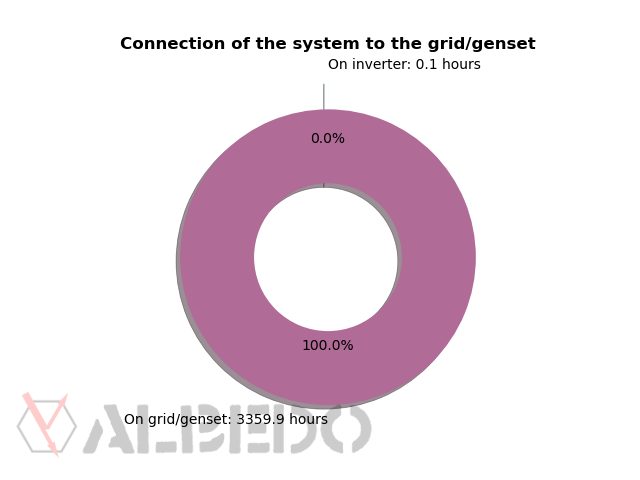 Connection of the system to the grid/genset
On inverter: 0.1 hours
0.0%
100.0%
On grid/genset: 3359.9 hours
ALBEDO